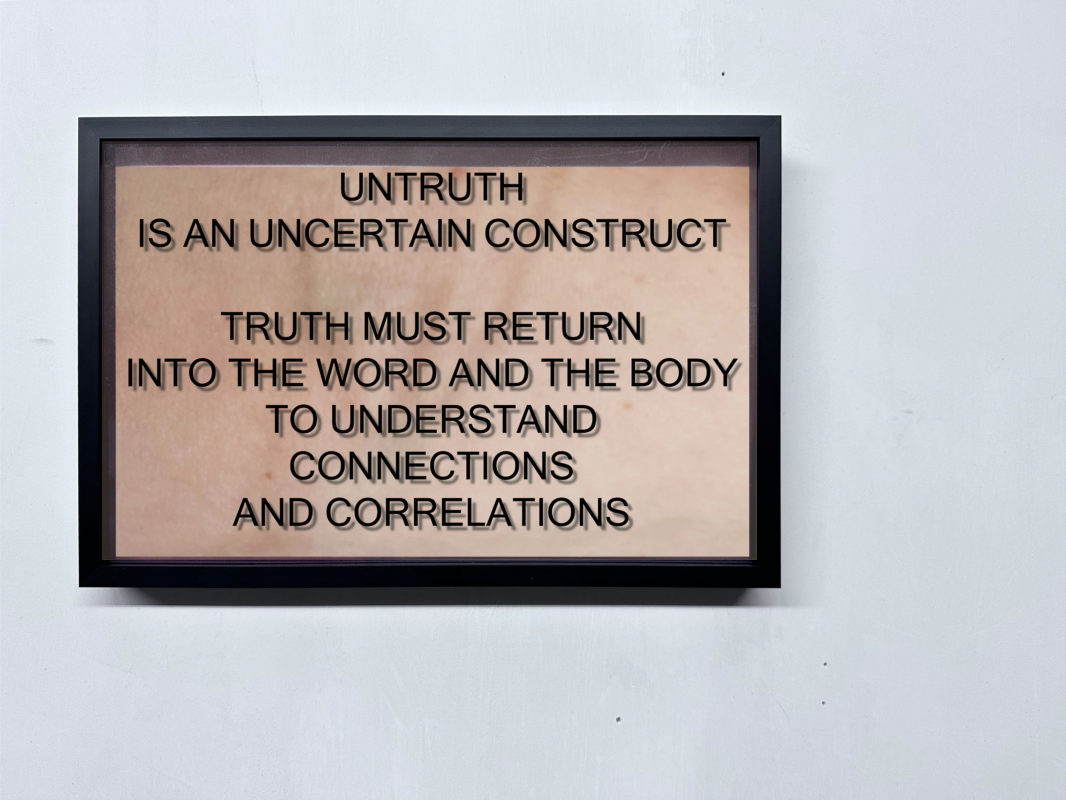 UNTRUTH
IS AN UNCERTAIN CONSTRUCT
TRUTH MUST RETURN
INTO THE WORD AND THE BODY
TO UNDERSTAND
CONNECTIONS
AND CORRELATIONS